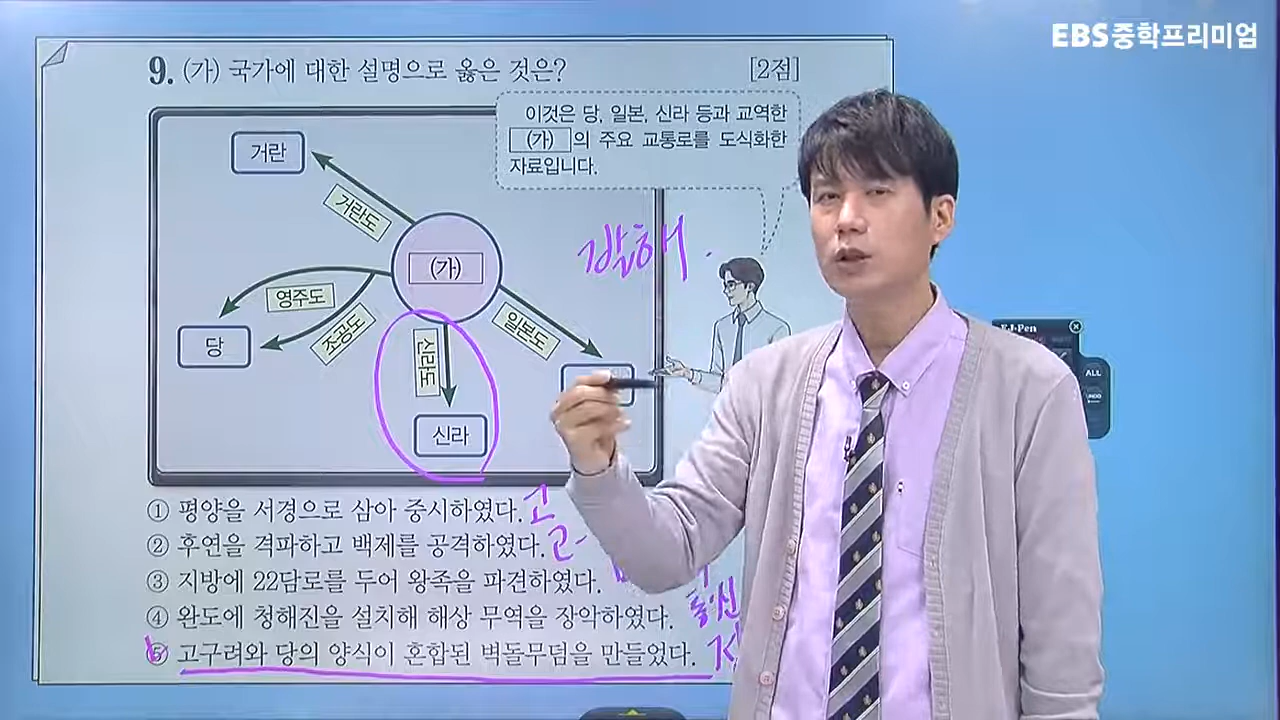 EBS중학프리미엄
9. (가) 국가에 대한 설명으로 옳은 것은? [2점]
이것은 당, 일본, 신라 등과 교역한
(가) 의 주요 교통로를 도식화한
자료입니다.
거란
거란도
(가)
발해.
영주도
조공도
당
신라도
일본도
신라
EJ-Pen
ALL
UNDO
① 평양을 서경으로 삼아 중시하였다. 고
② 후연을 격파하고 백제를 공격하였다. 고-
③ 지방에 22담로를 두어 왕족을 파견하였다.
④ 완도에 청해진을 설치해 해상 무역을 장악하였다. 통신
⑤ 고구려와 당의 양식이 혼합된 벽돌무덤을 만들었다.